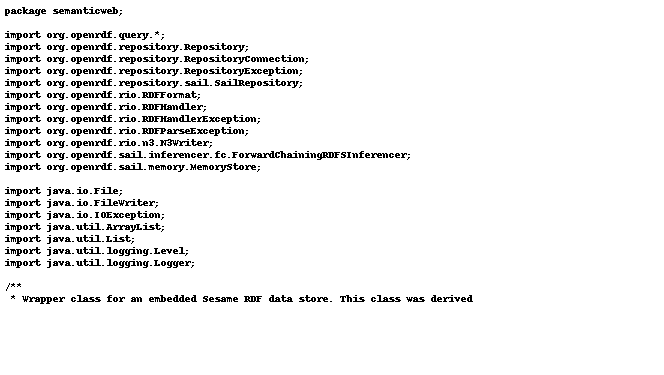 package semanticweb;

import org.openrdf.query.*;
import org.openrdf.repository.Repository;
import org.openrdf.repository.RepositoryConnection;
import org.openrdf.repository.RepositoryException;
import org.openrdf.repository.sail.SailRepository;
import org.openrdf.rio.RDFFormat;
import org.openrdf.rio.RDFHandler;
import org.openrdf.rio.RDFHandlerException;
import org.openrdf.rio.RDFParseException;
import org.openrdf.rio.n3.N3Writer;
import org.openrdf.sail.inferencer.fc.ForwardChainingRDFSInferencer;
import org.openrdf.sail.memory.MemoryStore;

import java.io.File;
import java.io.FileWriter;
import java.io.IOException;
import java.util.ArrayList;
import java.util.List;
import java.util.logging.Level;
import java.util.logging.Logger;

/**
 * Wrapper class for an embedded Sesame RDF data store. This class was derived